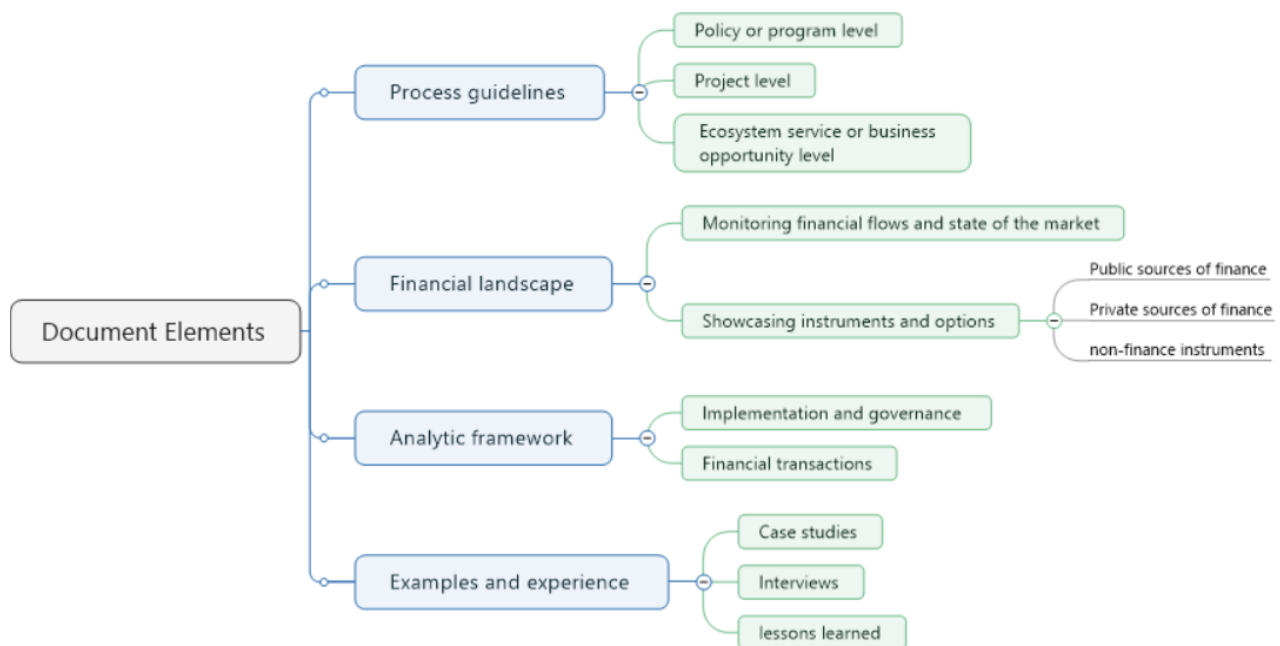 Document Elements
Process guidelines
Policy or program level
Project level
Ecosystem service or business
opportunity level
Financial landscape
Monitoring financial flows and state of the market
Showcasing instruments and options
Public sources of finance
Private sources of finance
non-finance instruments
Analytic framework
Implementation and governance
Financial transactions
Examples and experience
Case studies
Interviews
lessons learned